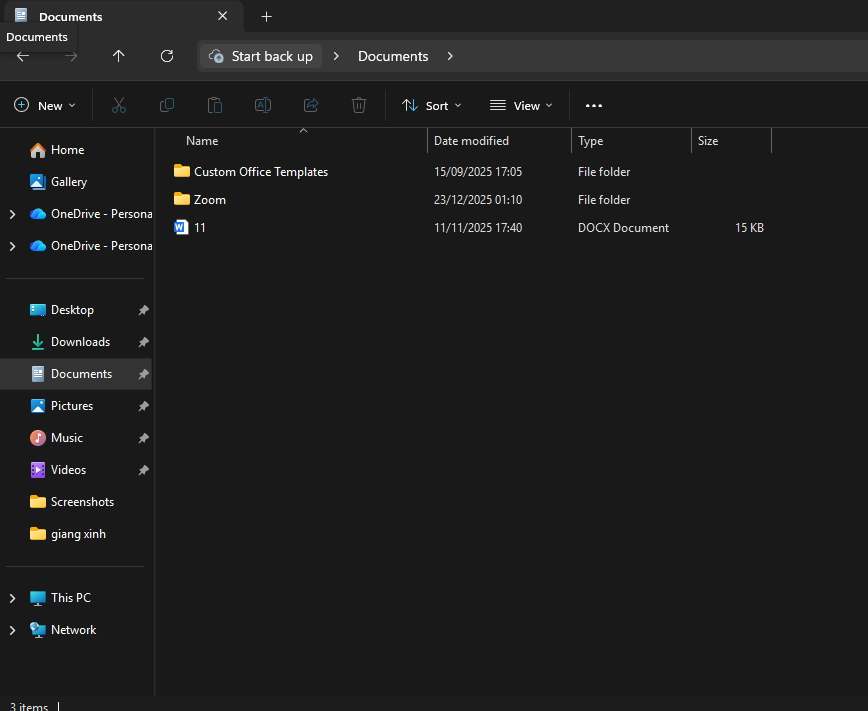 Documents
Documents
Start back up > Documents >
New
Sort
View
Name Date modified Type Size
Home
Gallery
OneDrive - Persona
OneDrive - Persona
Desktop
Downloads
Documents
Pictures
Music
Videos
Screenshots
giang xinh
This PC
Network
Custom Office Templates 15/09/2025 17:05 File folder
Zoom 23/12/2025 01:10 File folder
11 11/11/2025 17:40 DOCX Document 15 KB
3 items